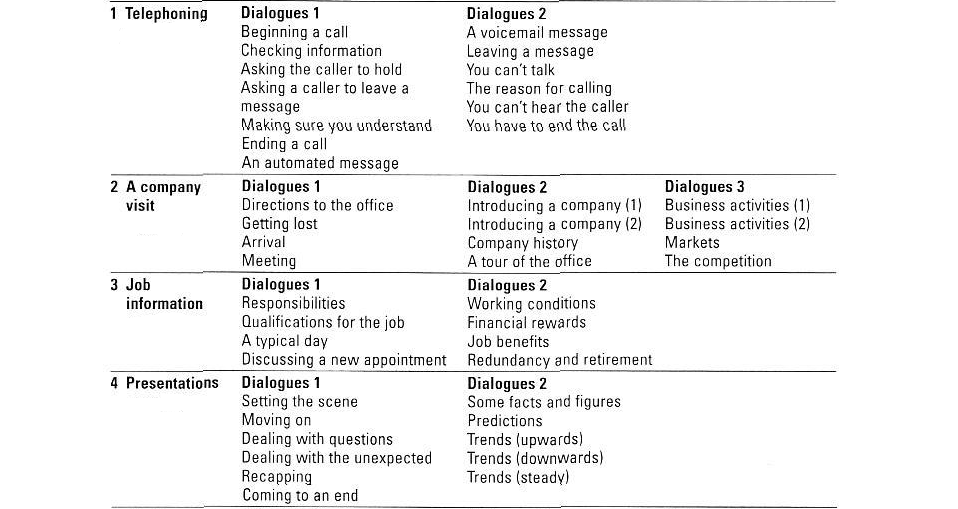 1 Telephoning
Dialogues 1
Beginning a call
Checking information
Asking the caller to hold
Asking a caller to leave a
message
Making sure you understand
Ending a call
An automated message
Dialogues 2
A voicemail message
Leaving a message
You can't talk
The reason for calling
You can't hear the caller
You have to end the call
2 A company
visit
Dialogues 1
Directions to the office
Getting lost
Arrival
Meeting
Dialogues 2
Introducing a company (1)
Introducing a company (2)
Company history
A tour of the office
Dialogues 3
Business activities (1)
Business activities (2)
Markets
The competition
3 Job
information
Dialogues 1
Responsibilities
Qualifications for the job
A typical day
Discussing a new appointment
Dialogues 2
Working conditions
Financial rewards
Job benefits
Redundancy and retirement
4 Presentations
Dialogues 1
Setting the scene
Moving on
Dealing with questions
Dealing with the unexpected
Recapping
Coming to an end
Dialogues 2
Some facts and figures
Predictions
Trends (upwards)
Trends (downwards)
Trends (steady)